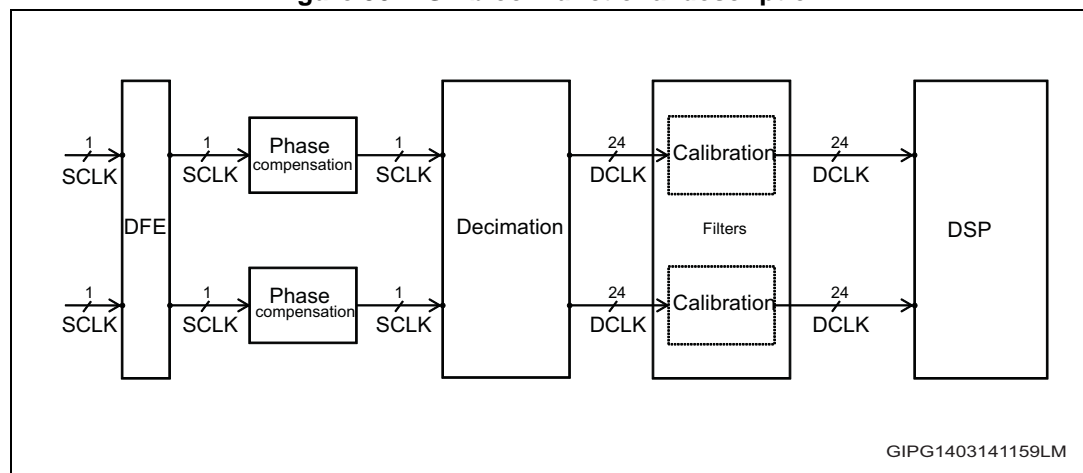 1
SCLK
1
SCLK
Phase
compensation
1
SCLK
24
DCLK
Calibration
24
DCLK
DFE
Decimation
Filters
DSP
1
SCLK
1
SCLK
Phase
compensation
1
SCLK
24
DCLK
Calibration
24
DCLK
GIPG1403141159LM